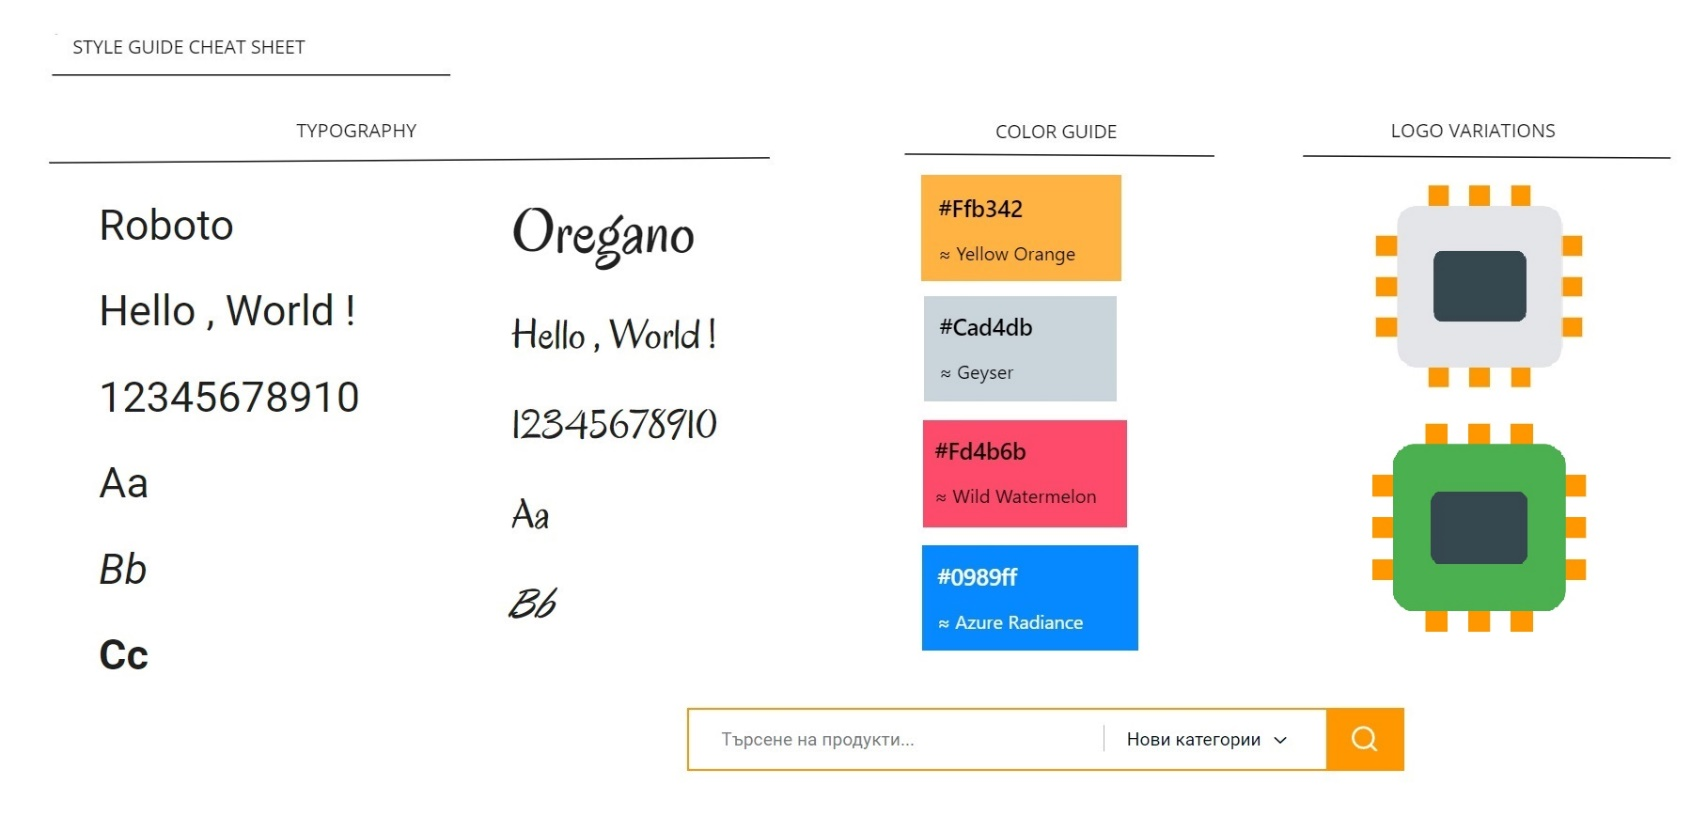 STYLE GUIDE CHEAT SHEET
TYPOGRAPHY
Roboto
Hello , World !
12345678910
Aa
Bb
Cc
Oregano
Hello , World !
12345678910
Aa
Bb
COLOR GUIDE
#Ffb342
≈ Yellow Orange
#Cad4db
≈ Geyser
#Fd4b6b
≈ Wild Watermelon
#0989ff
≈ Azure Radiance
LOGO VARIATIONS
Търсене на продукти...
Нови категории